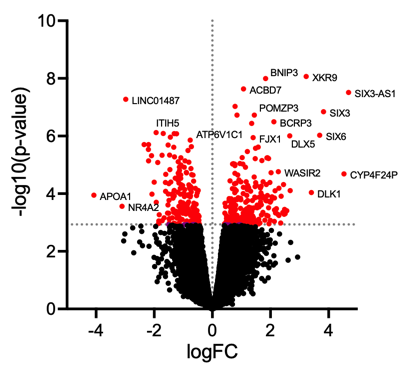 -log10(p-value)
10
8
6
4
2
0
-4
-2
0
2
4
logFC
BNIP3
XKR9
ACBD7
SIX3-AS1
LINC01487
POMZP3
SIX3
ITIH5
BCRP3
ATP6V1C1
FJX1
SIX6
DLX5
WASIR2
CYP4F24P
APOA1
DLK1
NR4A2